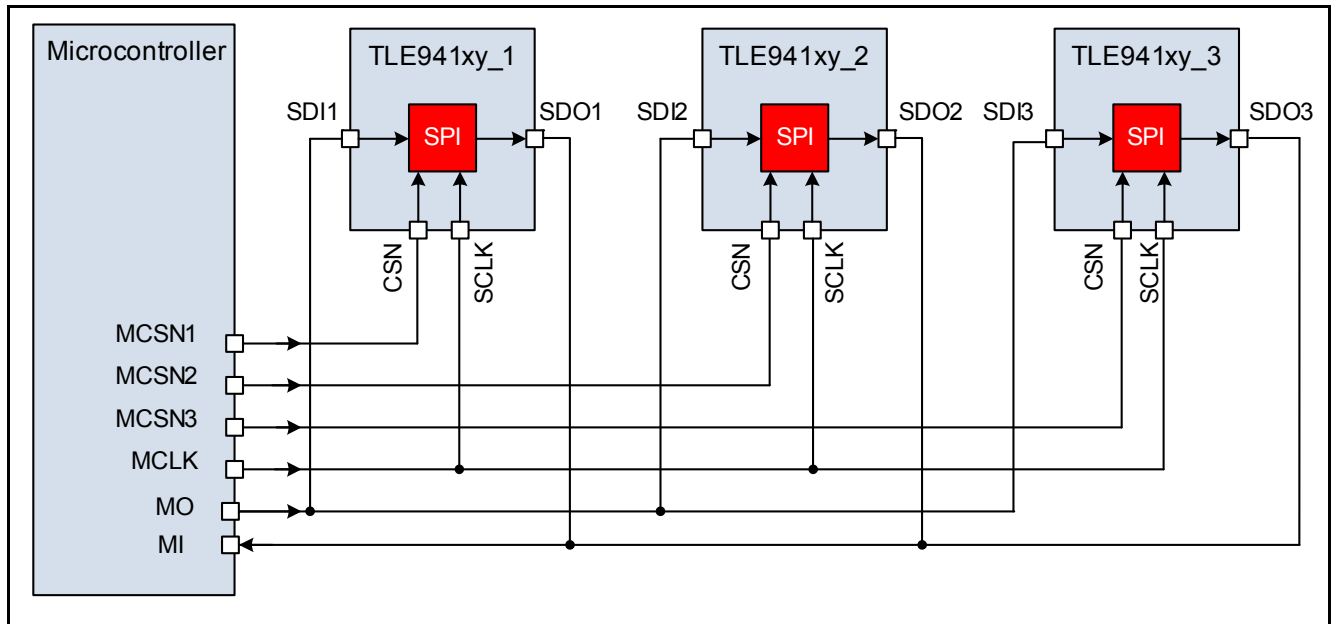 Microcontroller
TLE941xy_1
TLE941xy_2
TLE941xy_3
SDI1
SPI
SDO1
SDI2
SPI
SDO2
SDI3
SPI
SDO3
CSN
SCLK
CSN
SCLK
CSN
SCLK
MCSN1
MCSN2
MCSN3
MCLK
MO
MI